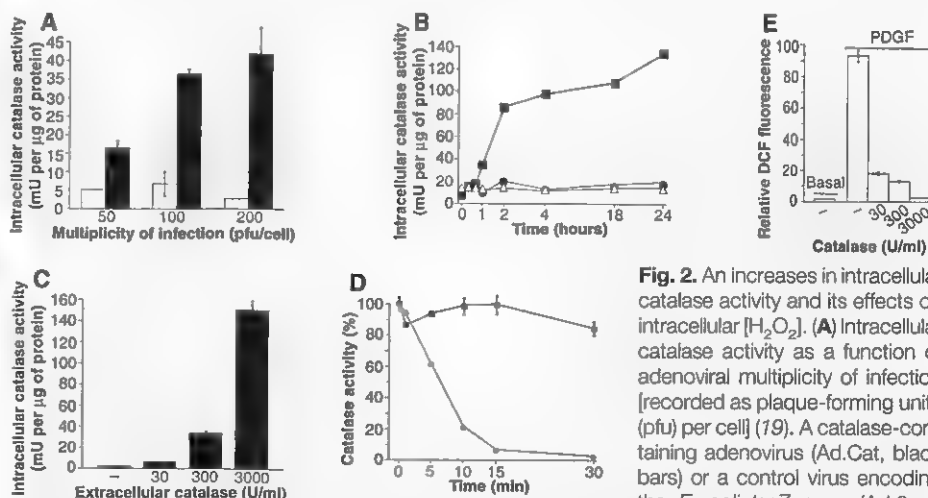 A
Intracellular catalase activity
(mU per µg of protein)
45
40
35
30
25
20
15
10
5
0
50 100 200
Multiplicity of infection (pfu/cell)
B
Intracellular catalase activity
(mU per µg of protein)
140
120
100
80
60
40
20
0
0 1 2 4 18 24
Time (hours)
E
PDGF
Relative DCF fluorescence
100
80
60
40
20
0
Basal
– – 30 300 3000
Catalase (U/ml)
C
Intracellular catalase activity
(mU per µg of protein)
160
140
120
100
80
60
40
20
0
– 30 300 3000
Extracellular catalase (U/ml)
D
Catalase activity (%)
100
80
60
40
20
0
0 5 10 15 30
Time (min)
Fig. 2. An increases in intracellula
catalase activity and its effects o
intracellular [H₂O₂]. (A) Intracellula
catalase activity as a function o
adenoviral multiplicity of infection
[recorded as plaque-forming unit
(pfu) per cell] (19). A catalase-con
taining adenovirus (Ad.Cat, blac
bars) or a control virus encoding